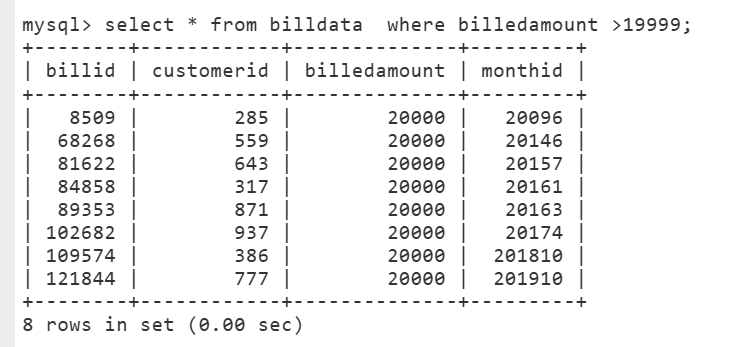 mysql> select * from billdata  where billedamount >19999;
+---------+------------+--------------+----------+
| billid | customerid | billedamount | monthid |
+---------+------------+--------------+----------+
|   8509 |        285 |        20000 |   20096 |
|  68268 |        559 |        20000 |   20146 |
|  81622 |        643 |        20000 |   20157 |
|  84858 |        317 |        20000 |   20161 |
|  89353 |        871 |        20000 |   20163 |
| 102682 |        937 |        20000 |   20174 |
| 109574 |        386 |        20000 |  201810 |
| 121844 |        777 |        20000 |  201910 |
+---------+------------+--------------+----------+
8 rows in set (0.00 sec)